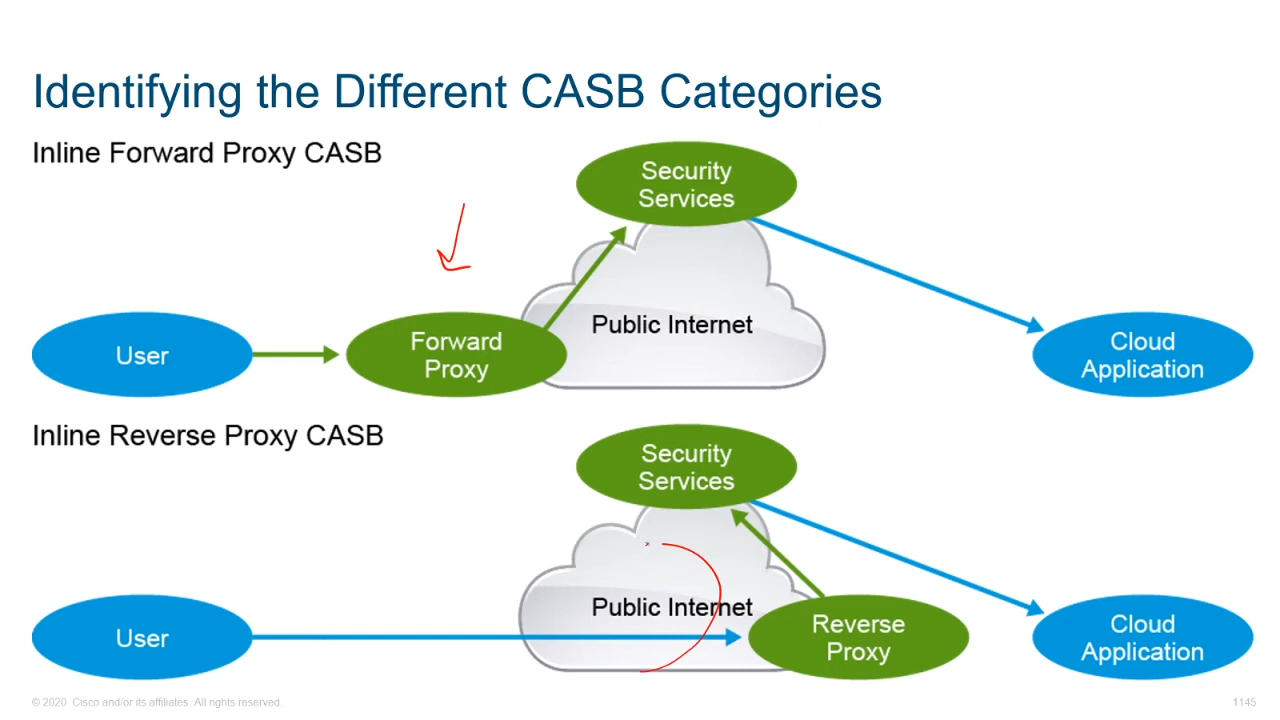 Identifying the Different CASB Categories
Inline Forward Proxy CASB
Security
Services
Public Internet
User
Forward
Proxy
Cloud
Application
Inline Reverse Proxy CASB
Security
Services
Public Internet
User
Reverse
Proxy
Cloud
Application
© 2020 Cisco and/or its affiliates. All rights reserved.
1145